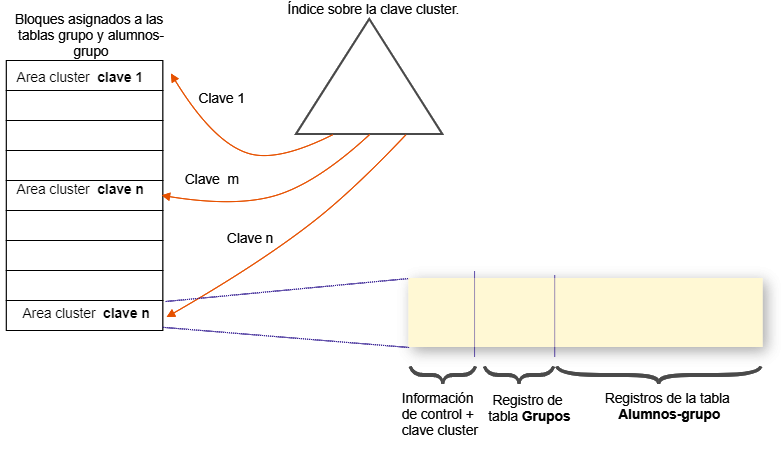 Índice sobre la clave cluster.
Bloques asignados a las
tablas grupo y alumnos-
grupo
Area cluster clave 1
Clave 1
Area cluster clave n
Clave m
Clave n
Area cluster clave n
Información
de control +
clave cluster
Registro de
tabla Grupos
Registros de la tabla
Alumnos-grupo